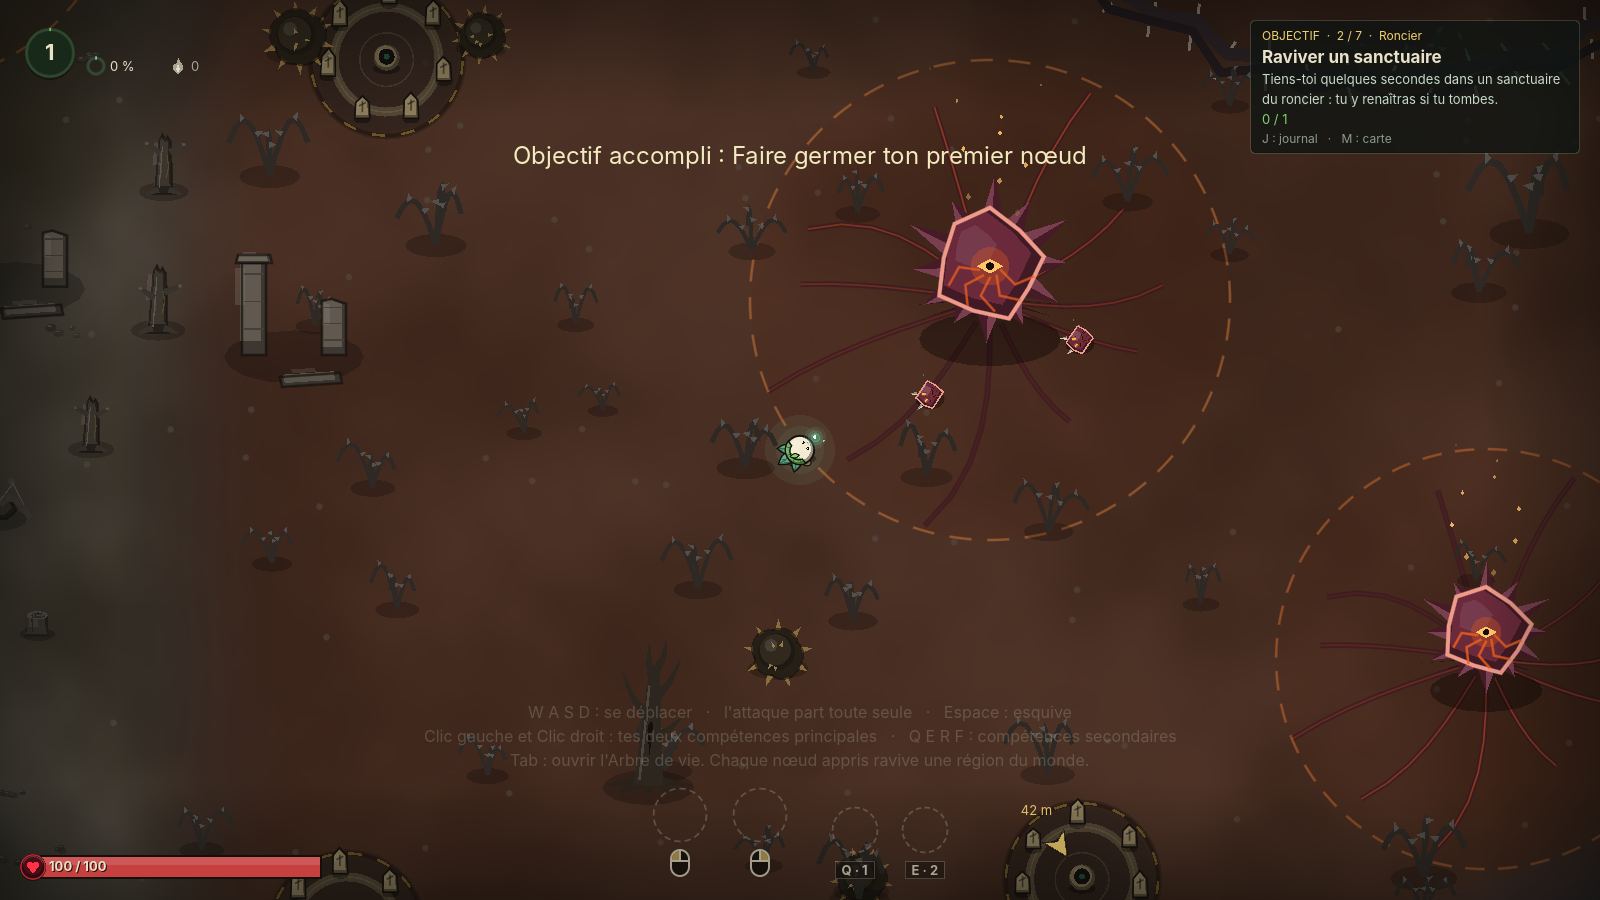 1
0 %
0
OBJECTIF · 2 / 7 · Roncier
Raviver un sanctuaire
Tiens-toi quelques secondes dans un sanctuaire
du roncier : tu y renaîtras si tu tombes.
0 / 1
J : journal · M : carte
Objectif accompli : Faire germer ton premier nœud
W A S D : se déplacer · l'attaque part toute seule · Espace : esquive
Clic gauche et Clic droit : tes deux compétences principales · Q E R F : compétences secondaires
Tab : ouvrir l'Arbre de vie. Chaque nœud appris ravive une région du monde.
42 m
100 / 100
Q · 1
E · 2